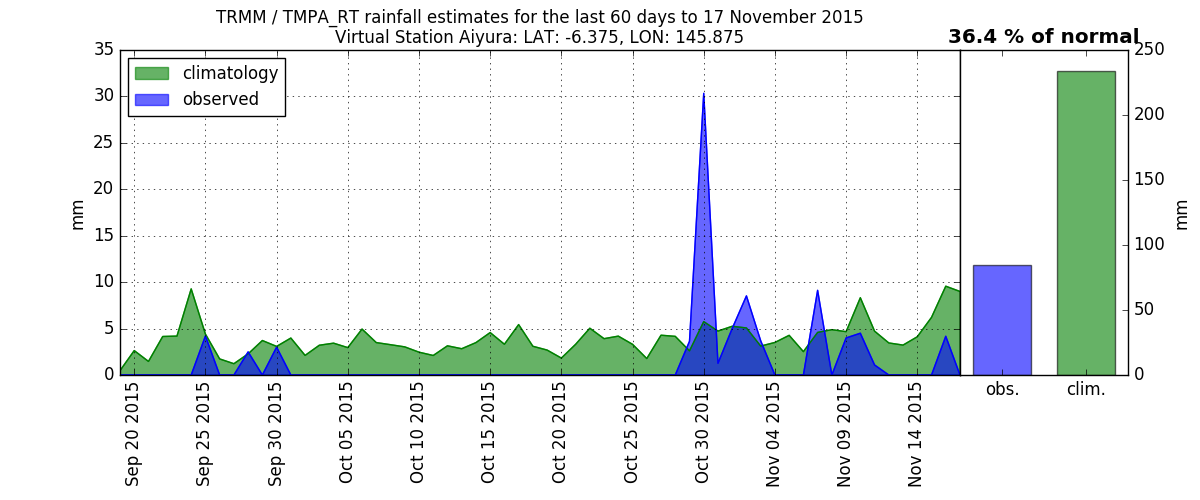 TRMM / TMPA_RT rainfall estimates for the last 60 days to 17 November 2015
Virtual Station Aiyura: LAT: -6.375, LON: 145.875
36.4 % of normal
climatology
observed
35
30
25
20
15
10
5
0
mm
250
200
150
100
50
0
mm
Sep 20 2015
Sep 25 2015
Sep 30 2015
Oct 05 2015
Oct 10 2015
Oct 15 2015
Oct 20 2015
Oct 25 2015
Oct 30 2015
Nov 04 2015
Nov 09 2015
Nov 14 2015
obs.
clim.